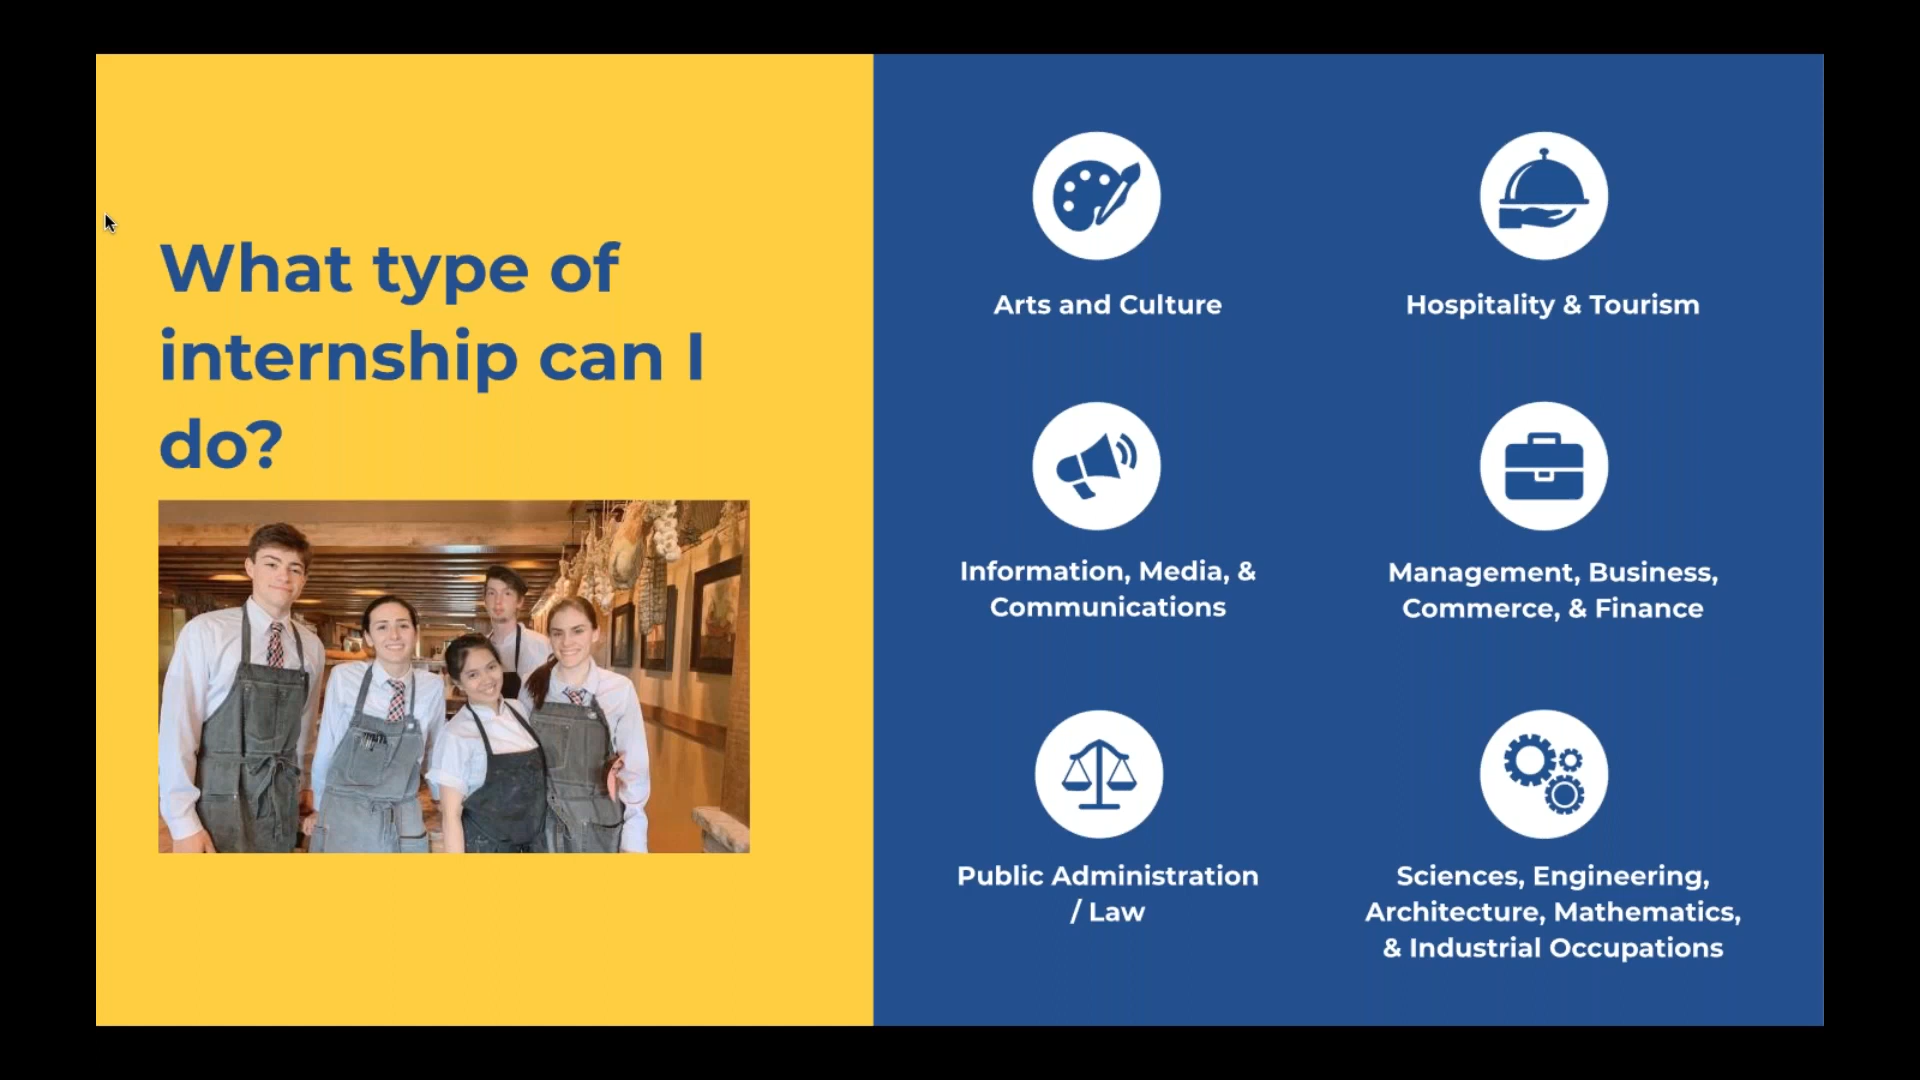 What type of
internship can I
do?
Arts and Culture
Hospitality & Tourism
Information, Media, &
Communications
Management, Business,
Commerce, & Finance
Public Administration
/ Law
Sciences, Engineering,
Architecture, Mathematics,
& Industrial Occupations